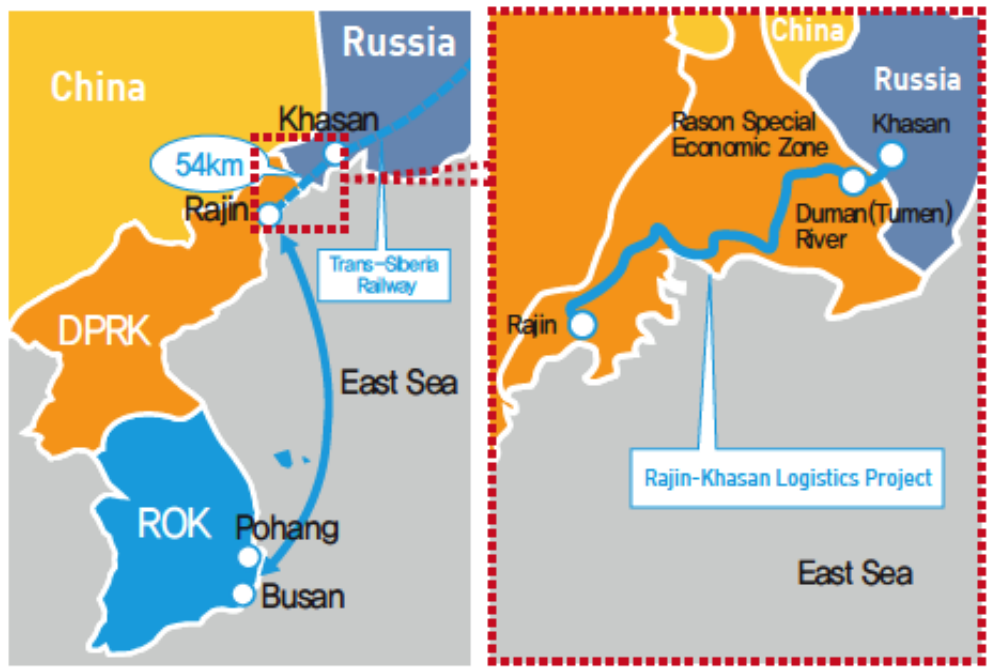 China
Russia
Khasan
54km
Rajin
Trans-Siberia
Railway
DPRK
East Sea
ROK
Pohang
Busan
China
Russia
Rason Special
Economic Zone
Khasan
Duman(Tumen)
River
Rajin
Rajin-Khasan Logistics Project
East Sea